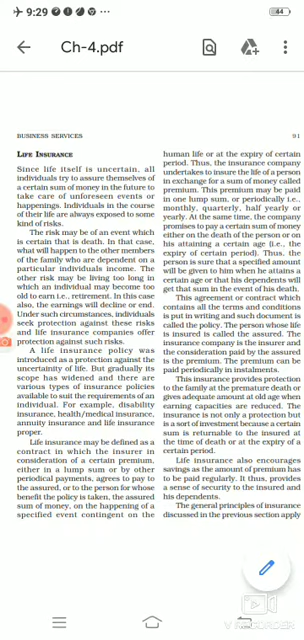 9:29
44
Ch-4.pdf
BUSINESS SERVICES
91
LIFE INSURANCE
Since life itself is uncertain, all
individuals try to assure themselves of
a certain sum of money in the future to
take care of unforeseen events or
happenings. Individuals in the course
of their life are always exposed to some
kind of risks.
The risk may be of an event which
is certain that is death. In that case,
what will happen to the other members
of the family who are dependent on a
particular individuals income. The
other risk may be living too long in
which an individual may become too
old to earn i.e., retirement. In this case
also, the earnings will decline or end.
Under such circumstances, individuals
seek protection against these risks
and life insurance companies offer
protection against such risks.
A life insurance policy was
introduced as a protection against the
uncertainity of life. But gradually its
scope has widened and there are
various types of insurance policies
available to suit the requirements of an
individual. For example, disability
insurance, health/medical insurance,
annuity insurance and life insurance
proper.
Life insurance may be defined as a
contract in which the insurer in
consideration of a certain premium,
either in a lump sum or by other
periodical payments, agrees to pay to
the assured, or to the person for whose
benefit the policy is taken, the assured
sum of money, on the happening of a
specified event contingent on the
human life or at the expiry of certain
period. Thus, the insurance company
undertakes to insure the life of a person
in exchange for a sum of money called
premium. This premium may be paid
in one lump sum, or periodically i.e.,
monthly, quarterly, half yearly or
yearly. At the same time, the company
promises to pay a certain sum of money
either on the death of the person or on
his attaining a certain age (i.e., the
expiry of certain period). Thus, the
person is sure that a specified amount
will be given to him when he attains a
certain age or that his dependents will
get that sum in the event of his death.
This agreement or contract which
contains all the terms and conditions
is put in writing and such document is
called the policy. The person whose life
is insured is called the assured. The
insurance company is the insurer and
the consideration paid by the assured
is the premium. The premium can be
paid periodically in instalments.
This insurance provides protection
to the family at the premature death or
gives adequate amount at old age when
earning capacities are reduced. The
insurance is not only a protection but
is a sort of investment because a certain
sum is returnable to the insured at
the time of death or at the expiry of a
certain period.
Life insurance also encourages
savings as the amount of premium has
to be paid regularly. It thus, provides a
sense of security to the insured and
his dependents.
The general principles of insurance
discussed in the previous section apply
RECORDER